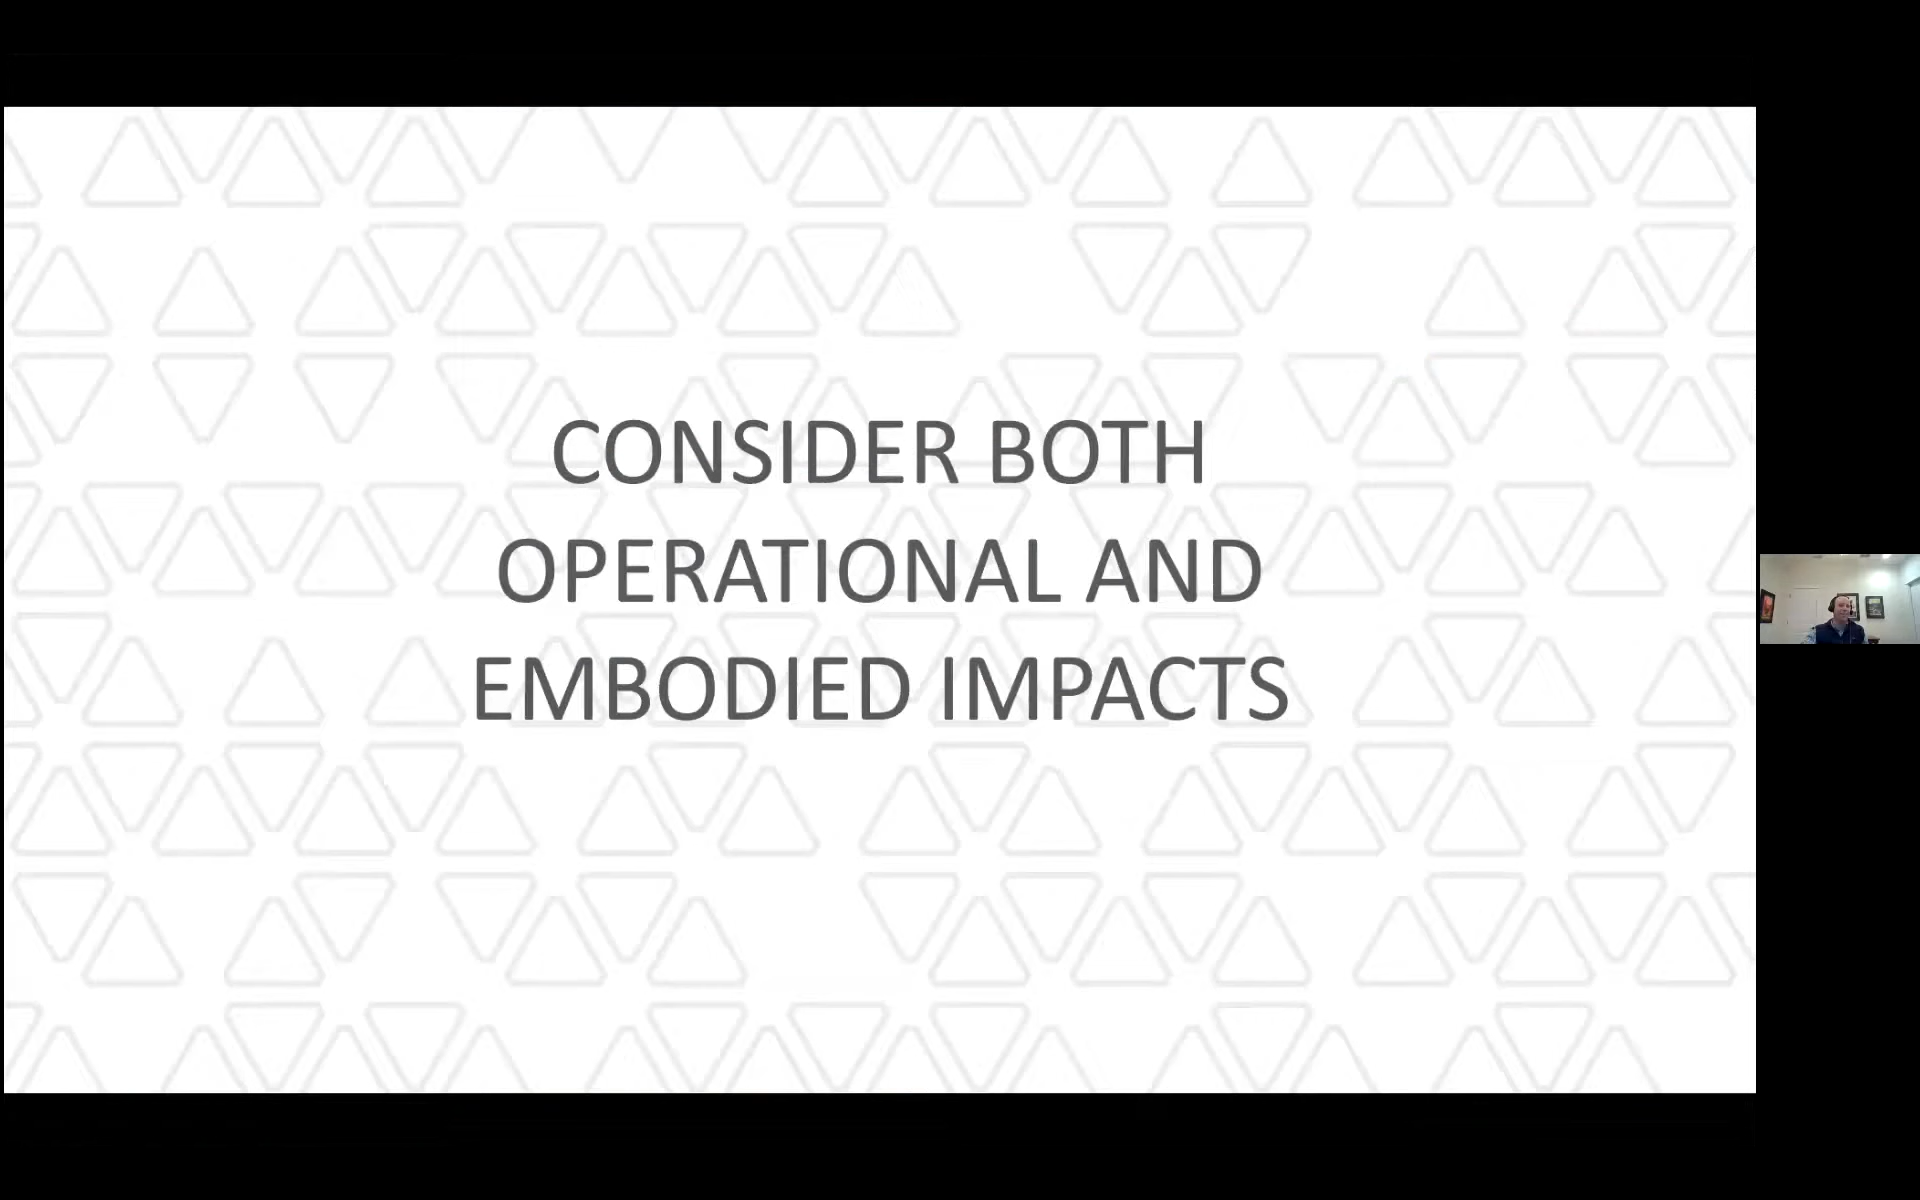 CONSIDER BOTH
OPERATIONAL AND
EMBODIED IMPACTS